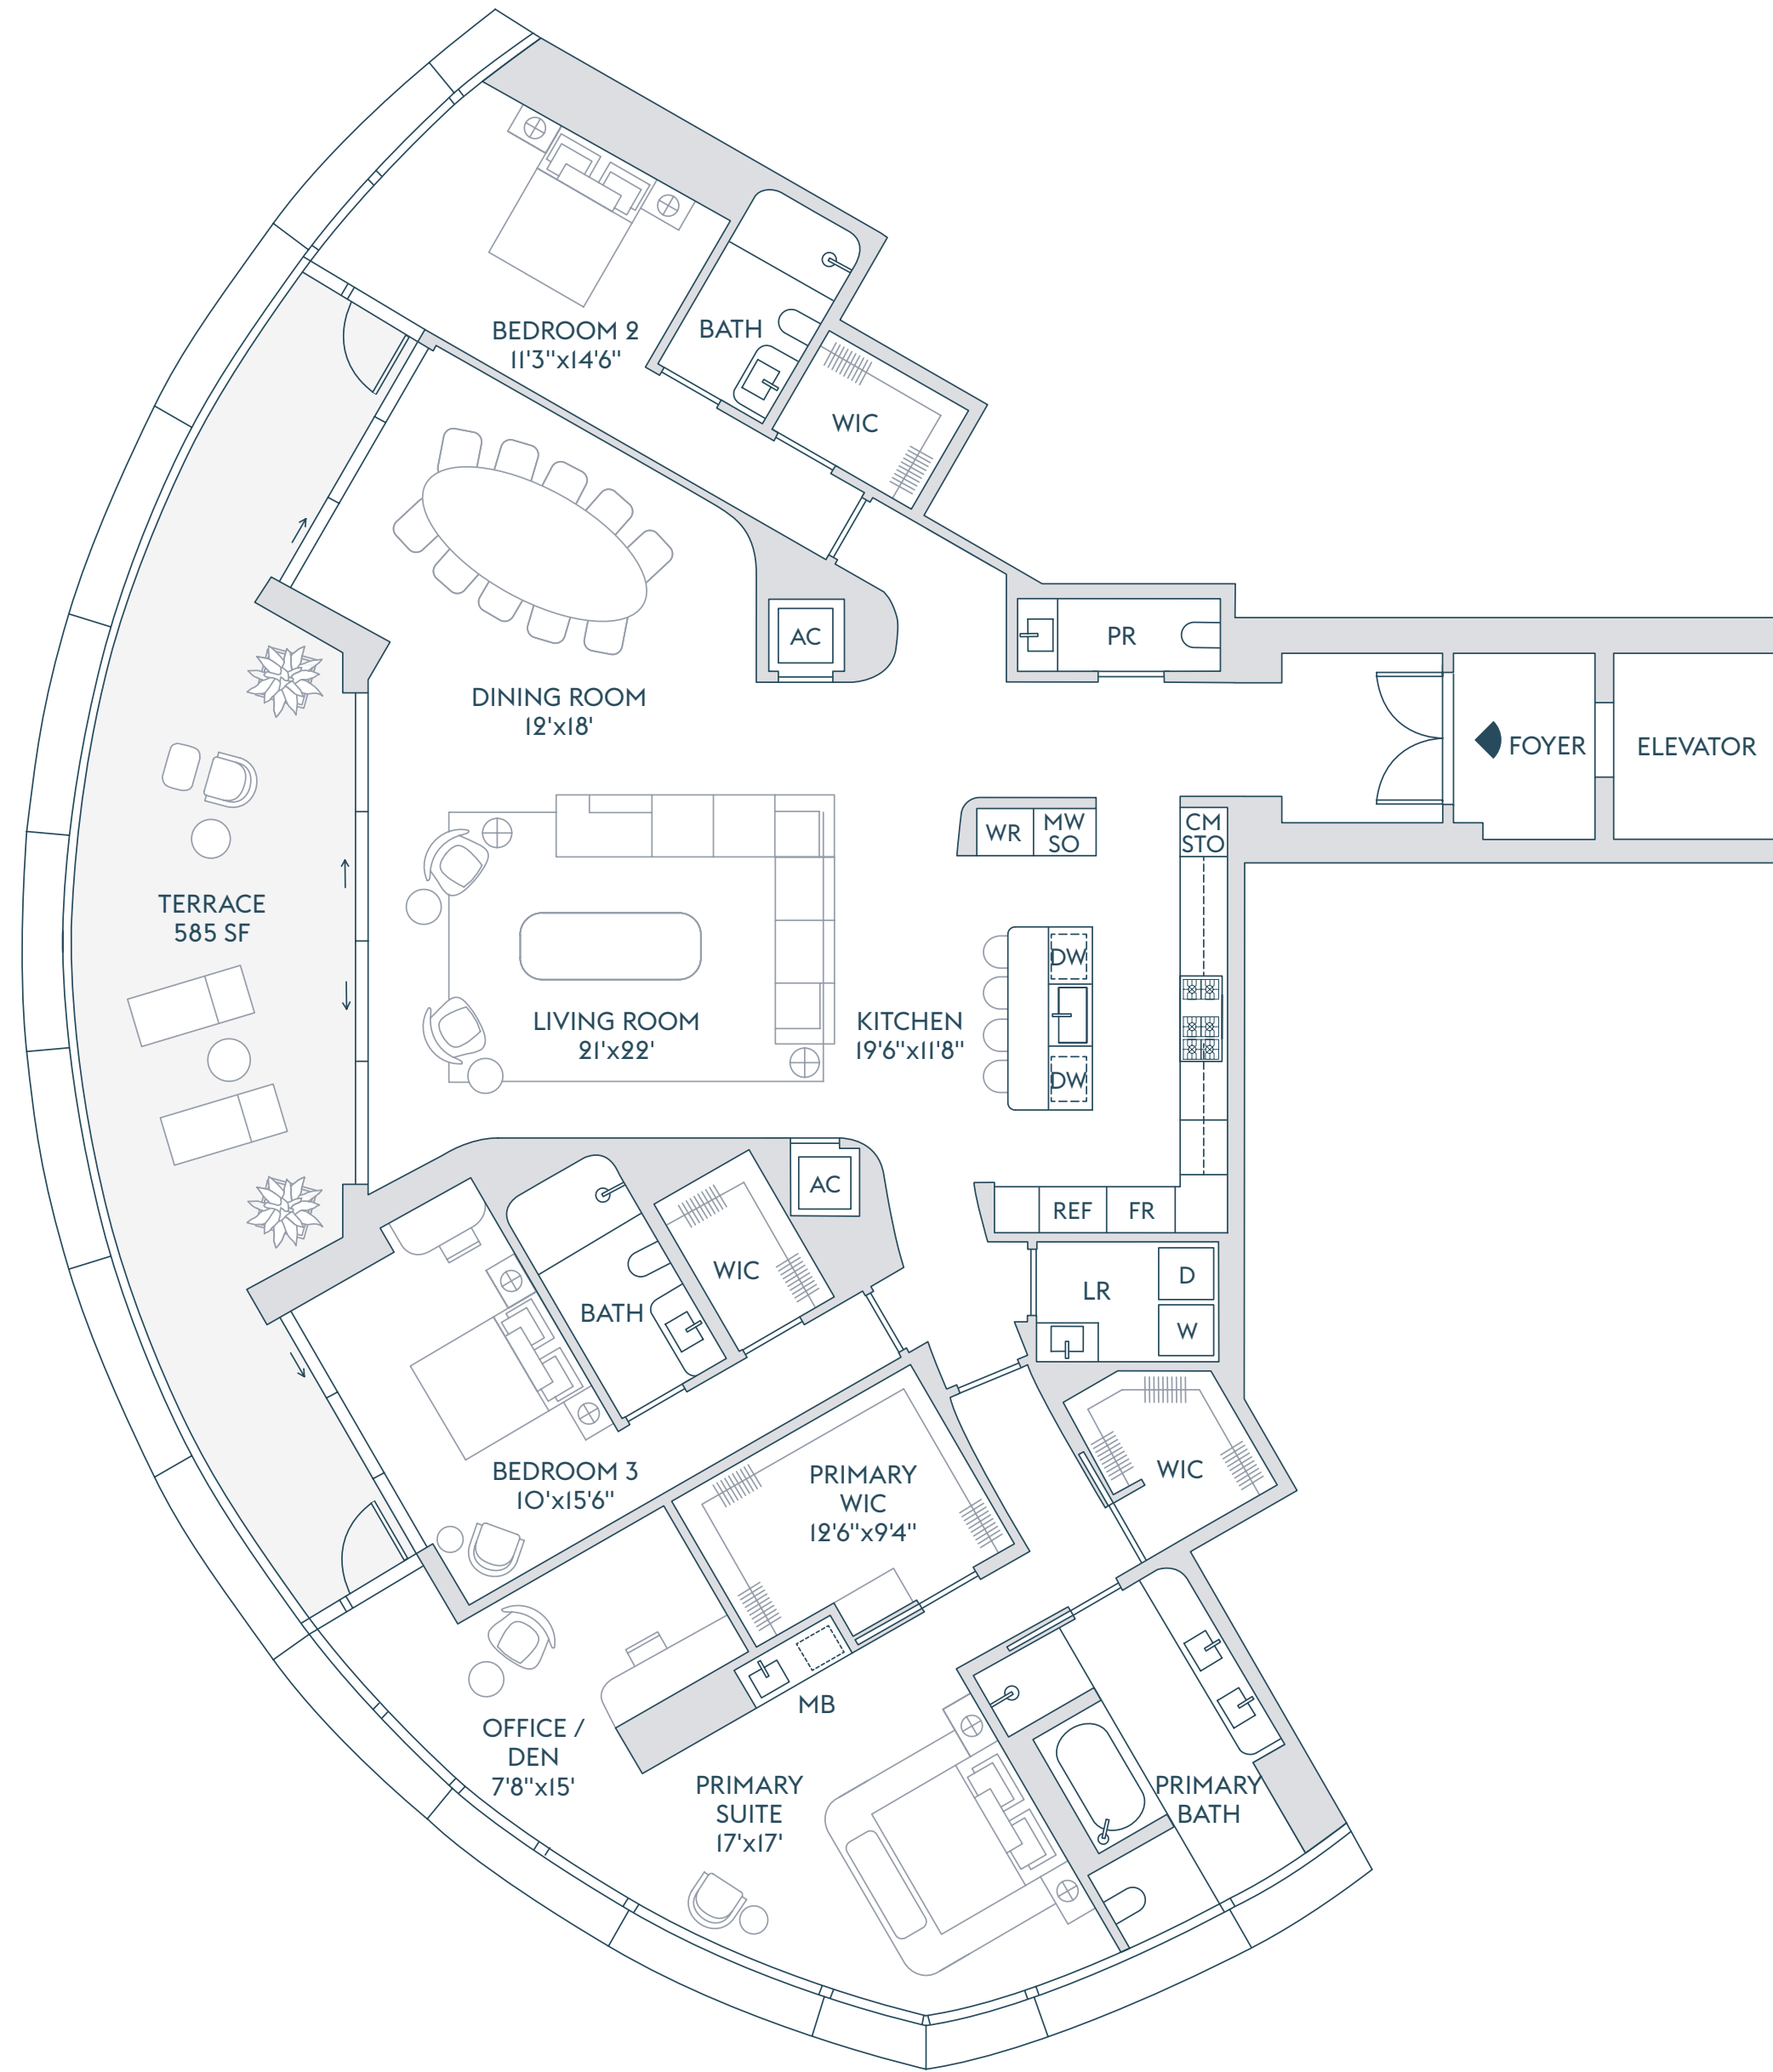 BEDROOM 2
11'3"x14'6"
BATH
WIC
AC
PR
DINING ROOM
12'x18'
FOYER
ELEVATOR
WR
MW
SO
CM
STO
TERRACE
585 SF
DW
LIVING ROOM
21'x22'
KITCHEN
19'6"x11'8"
DW
AC
REF
FR
WIC
BATH
LR
D
W
BEDROOM 3
10'x15'6"
PRIMARY
WIC
12'6"x9'4"
WIC
MB
OFFICE /
DEN
7'8"x15'
PRIMARY
SUITE
17'x17'
PRIMARY
BATH